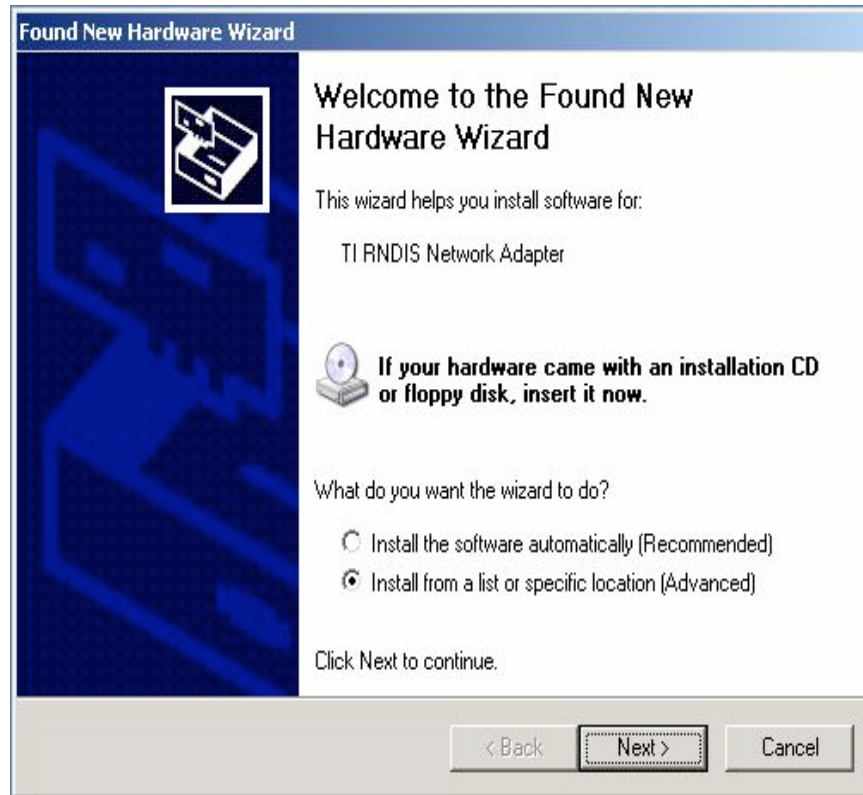 Found New Hardware Wizard
Welcome to the Found New
Hardware Wizard
This wizard helps you install software for:
TI RNDIS Network Adapter
If your hardware came with an installation CD
or floppy disk, insert it now.
What do you want the wizard to do?
Install the software automatically (Recommended)
Install from a list or specific location (Advanced)
Click Next to continue.
< Back Next > Cancel